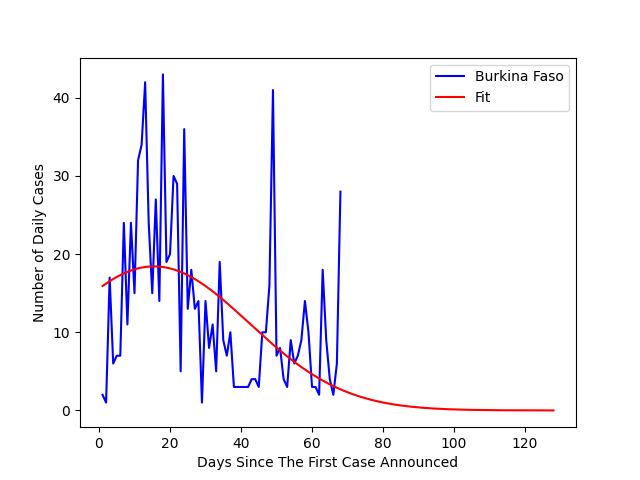 Burkina Faso
Fit
Number of Daily Cases
40
30
20
10
0
0 20 40 60 80 100 120
Days Since The First Case Announced